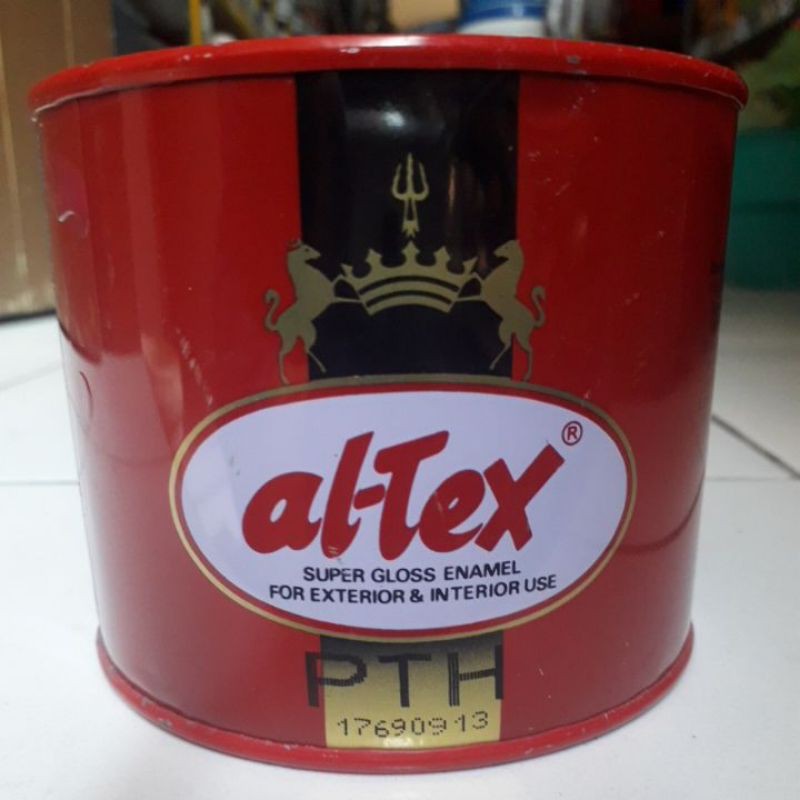 al-Tex ®
SUPER GLOSS ENAMEL
FOR EXTERIOR & INTERIOR USE
PTH
17690913